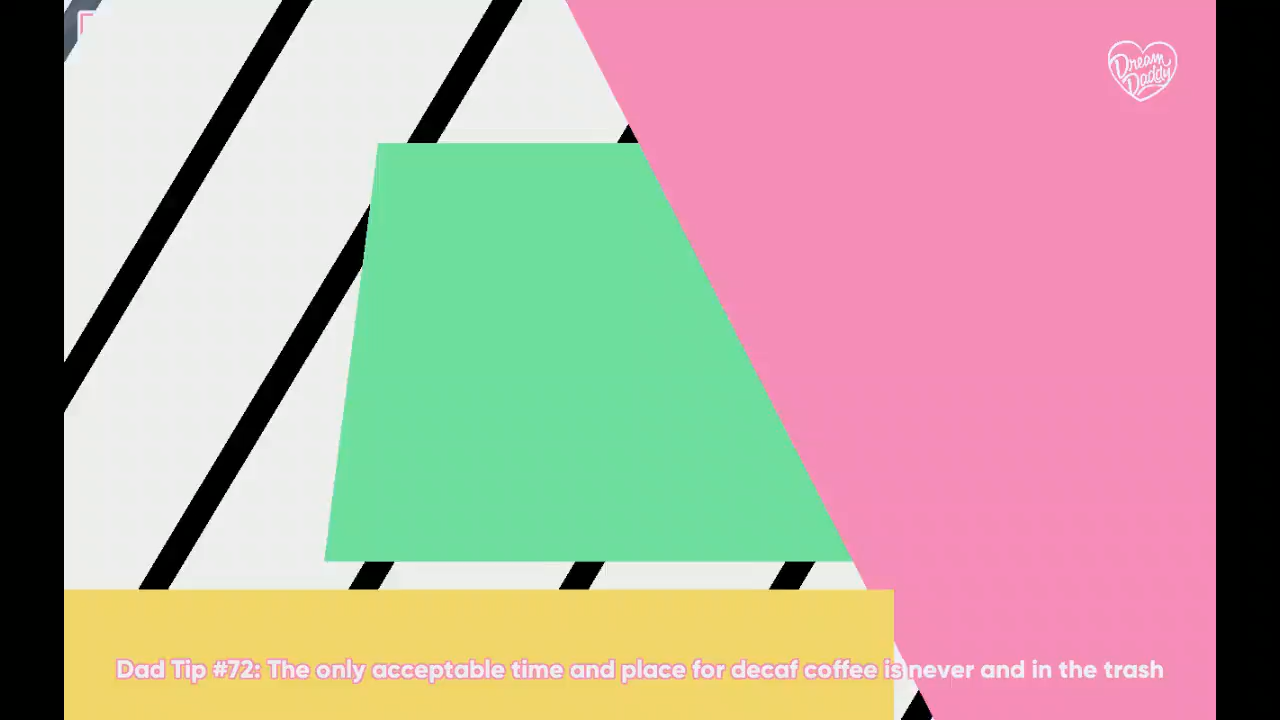 Dream
Daddy
Dad Tip #72: The only acceptable time and place for decaf coffee is never and in the trash